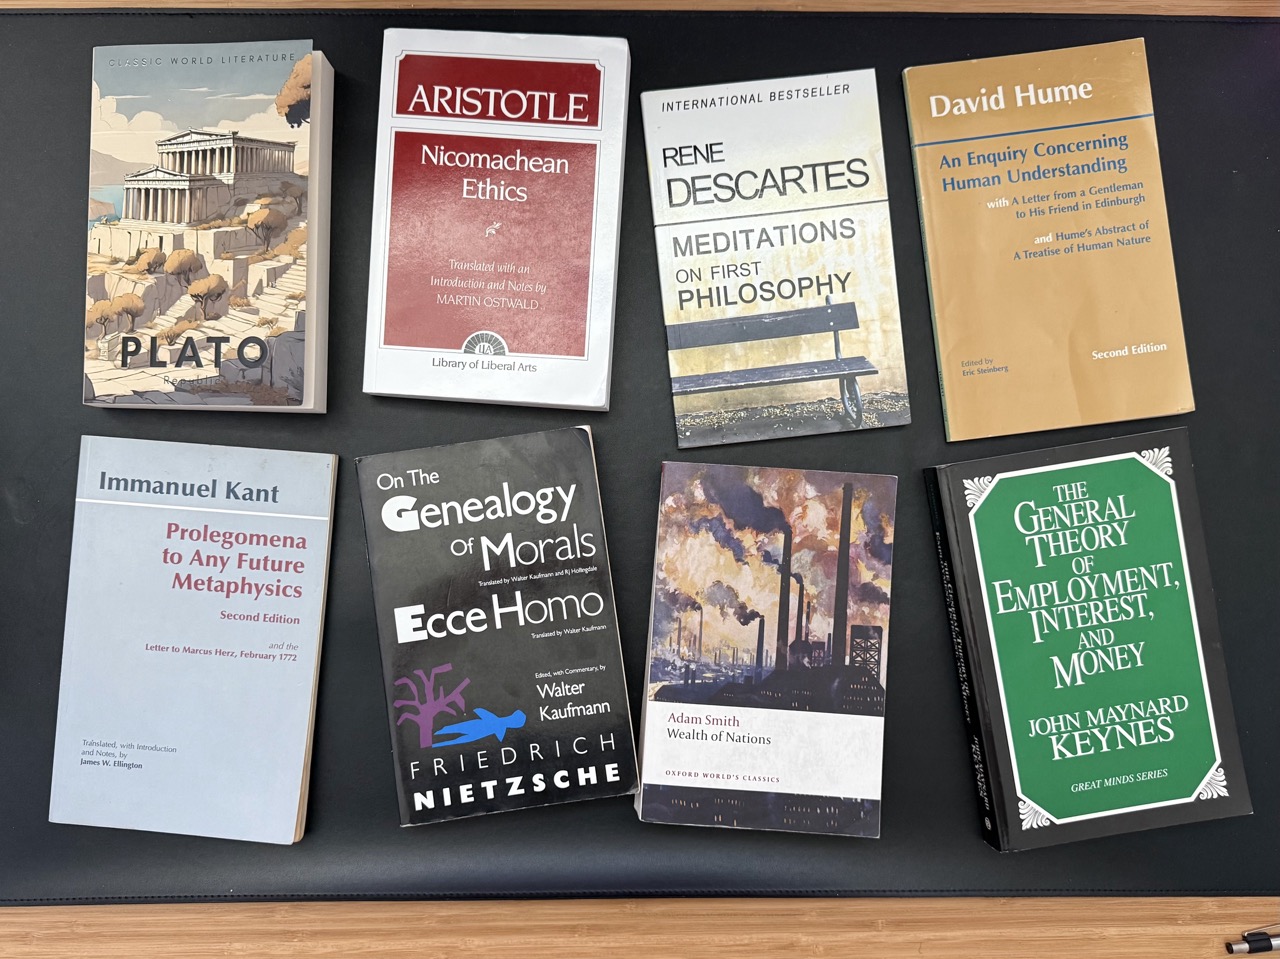 CLASSIC WORLD LITERATURE
PLATO
Republic
ARISTOTLE
Nicomachean
Ethics
Translated with an
Introduction and Notes by
MARTIN OSTWALD
LLA
Library of Liberal Arts
INTERNATIONAL BESTSELLER
RENE
DESCARTES
MEDITATIONS
ON FIRST
PHILOSOPHY
David Hume
An Enquiry Concerning
Human Understanding
with A Letter from a Gentleman
to His Friend in Edinburgh
and Hume's Abstract of
A Treatise of Human Nature
Second Edition
Edited by
Eric Steinberg
Immanuel Kant
Prolegomena
to Any Future
Metaphysics
Second Edition
and the
Letter to Marcus Herz, February 1772
Translated, with Introduction
and Notes, by
James W. Ellington
On The
Genealogy
of Morals
Translated by Walter Kaufmann and RJ Hollingdale
Ecce Homo
Translated by Walter Kaufmann
Edited, with Commentary, by
Walter
Kaufmann
FRIEDRICH
NIETZSCHE
Adam Smith
Wealth of Nations
OXFORD WORLD'S CLASSICS
THE
GENERAL
THEORY
OF
EMPLOYMENT,
INTEREST,
AND
MONEY
JOHN MAYNARD
KEYNES
GREAT MINDS SERIES